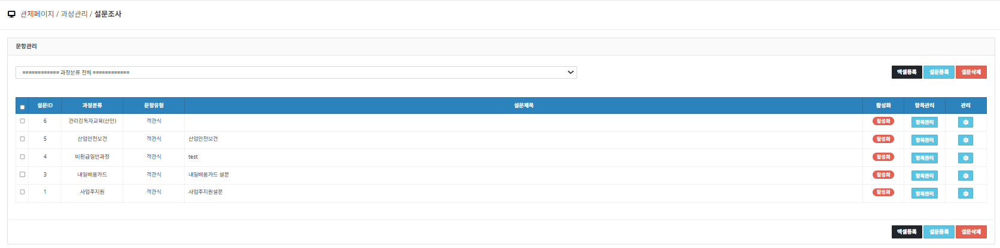 관제페이지 / 과정관리 / 설문조사
문항관리
============ 과정분류 전체 ============
엑셀등록 설문등록 설문삭제
설문ID 과정분류 문항유형 설문제목 활성화 항목관리 관리
6 관리감독자교육(산안) 객관식 활성화 항목관리
5 산업안전보건 객관식 산업안전보건 활성화 항목관리
4 비환급일반과정 객관식 test 활성화 항목관리
3 내일배움카드 객관식 내일배움카드 설문 활성화 항목관리
1 사업주지원 객관식 사업주지원설문 활성화 항목관리
엑셀등록 설문등록 설문삭제